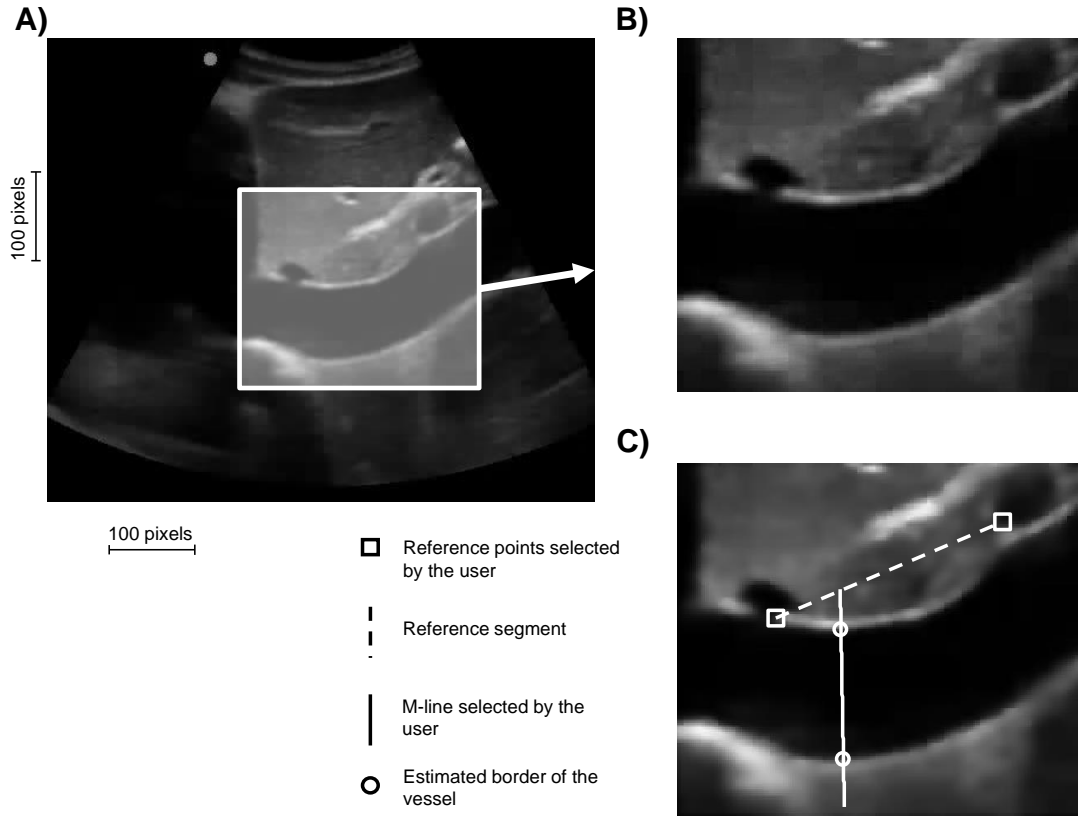 A)
B)
100 pixels
C)
100 pixels
Reference points selected
by the user
Reference segment
M-line selected by the
user
Estimated border of the
vessel